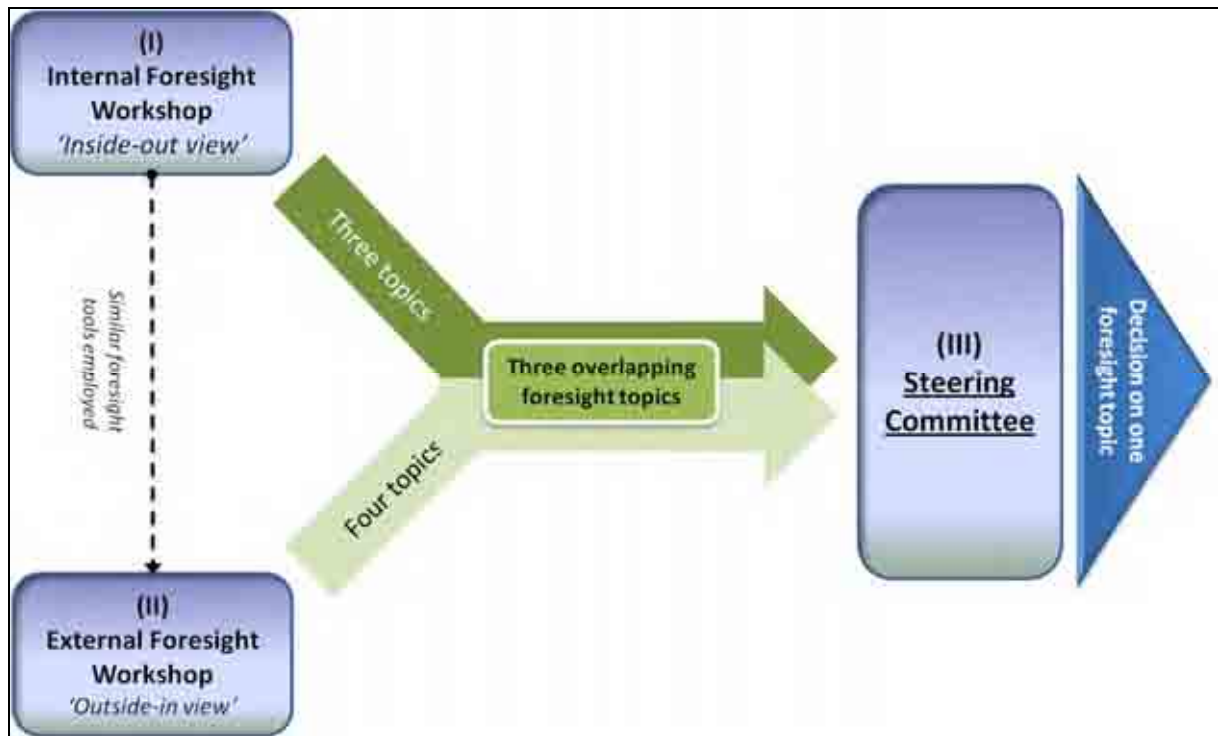 (I)
Internal Foresight
Workshop
'Inside-out view'
Similar foresight
tools employed
(II)
External Foresight
Workshop
'Outside-in view'
Three topics
Four topics
Three overlapping
foresight topics
(III)
Steering
Committee
Decision on one
foresight topic